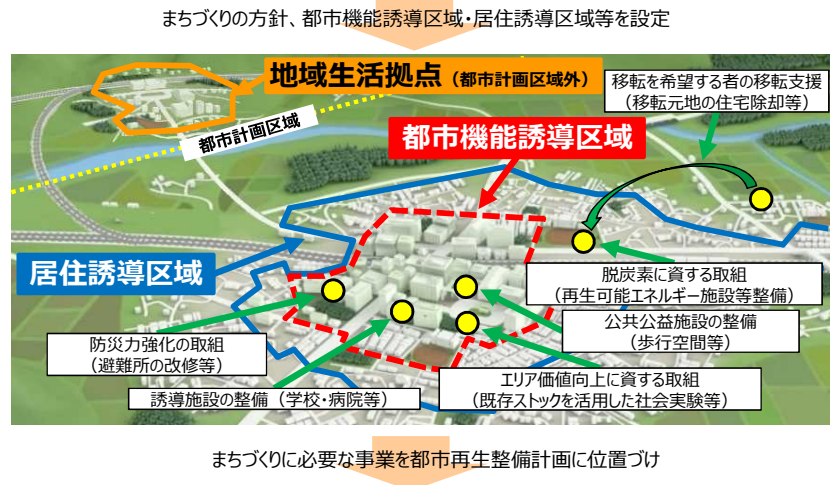 まちづくりの方針、都市機能誘導区域・居住誘導区域等を設定
地域生活拠点（都市計画区域外）
移転を希望する者の移転支援
（移転元地の住宅除却等）
都市計画区域
都市機能誘導区域
居住誘導区域
脱炭素に資する取組
（再生可能エネルギー施設等整備）
公共公益施設の整備
（歩行空間等）
防災力強化の取組
（避難所の改修等）
エリア価値向上に資する取組
（既存ストックを活用した社会実験等）
誘導施設の整備（学校・病院等）
まちづくりに必要な事業を都市再生整備計画に位置づけ